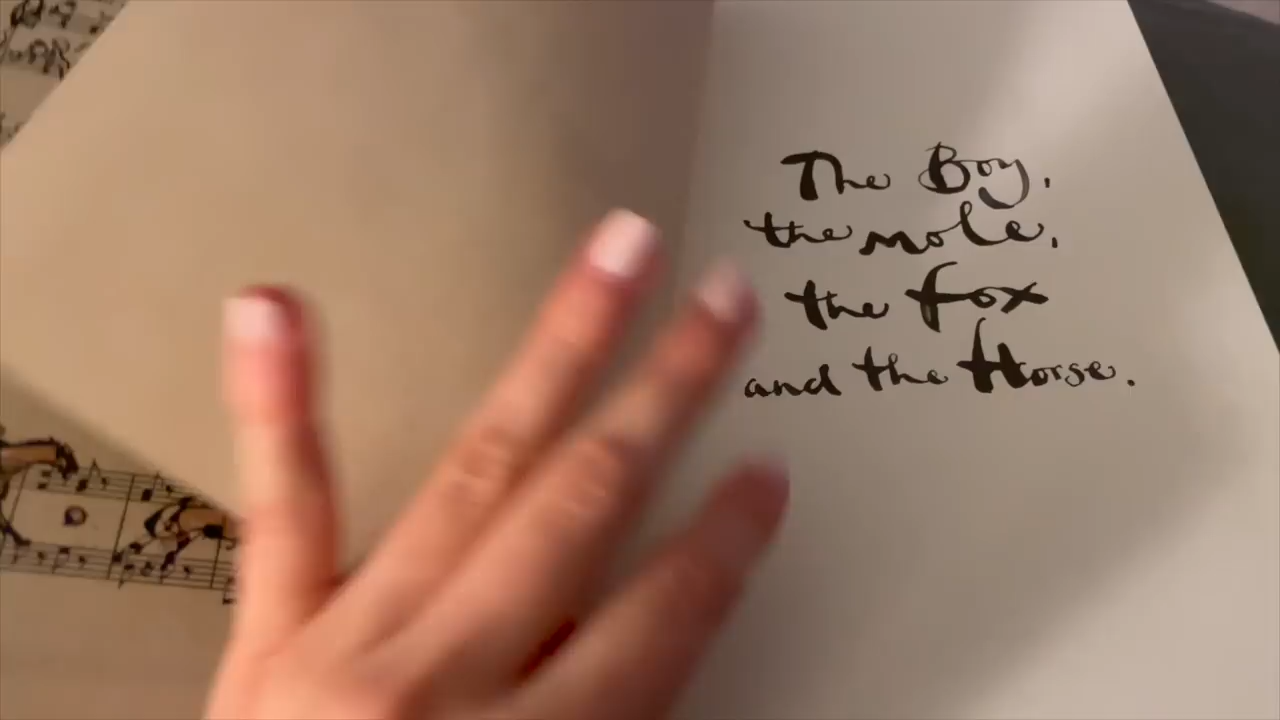 The Boy,
the mole,
the fox
and the Horse.